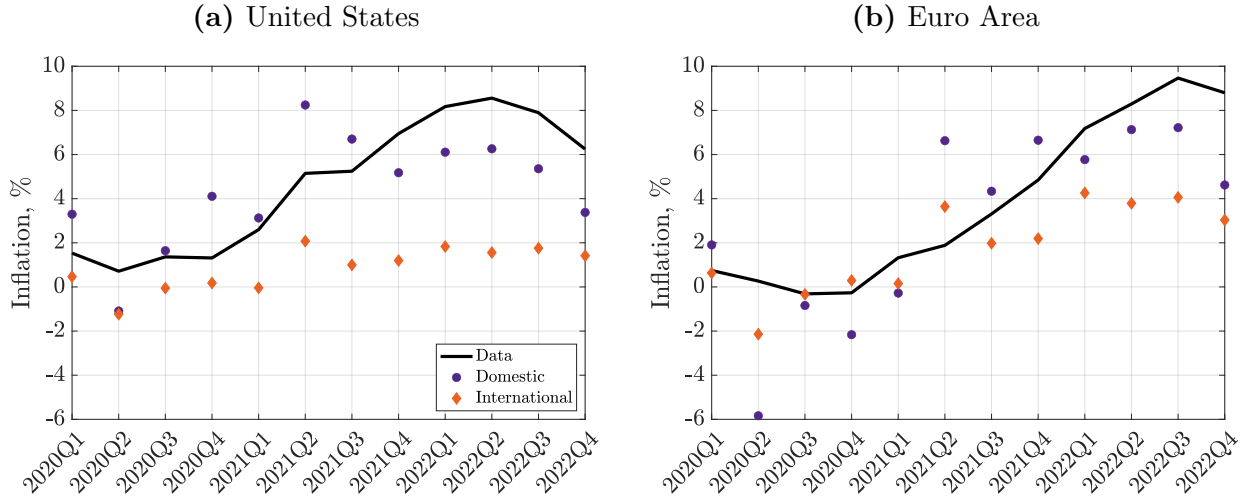 (a) United States
10
8
6
4
2
0
-2
-4
-6
Inflation, %
Data
Domestic
International
2020Q1
2020Q2
2020Q3
2020Q4
2021Q1
2021Q2
2021Q3
2021Q4
2022Q1
2022Q2
2022Q3
2022Q4
(b) Euro Area
10
8
6
4
2
0
-2
-4
-6
Inflation, %
2020Q1
2020Q2
2020Q3
2020Q4
2021Q1
2021Q2
2021Q3
2021Q4
2022Q1
2022Q2
2022Q3
2022Q4